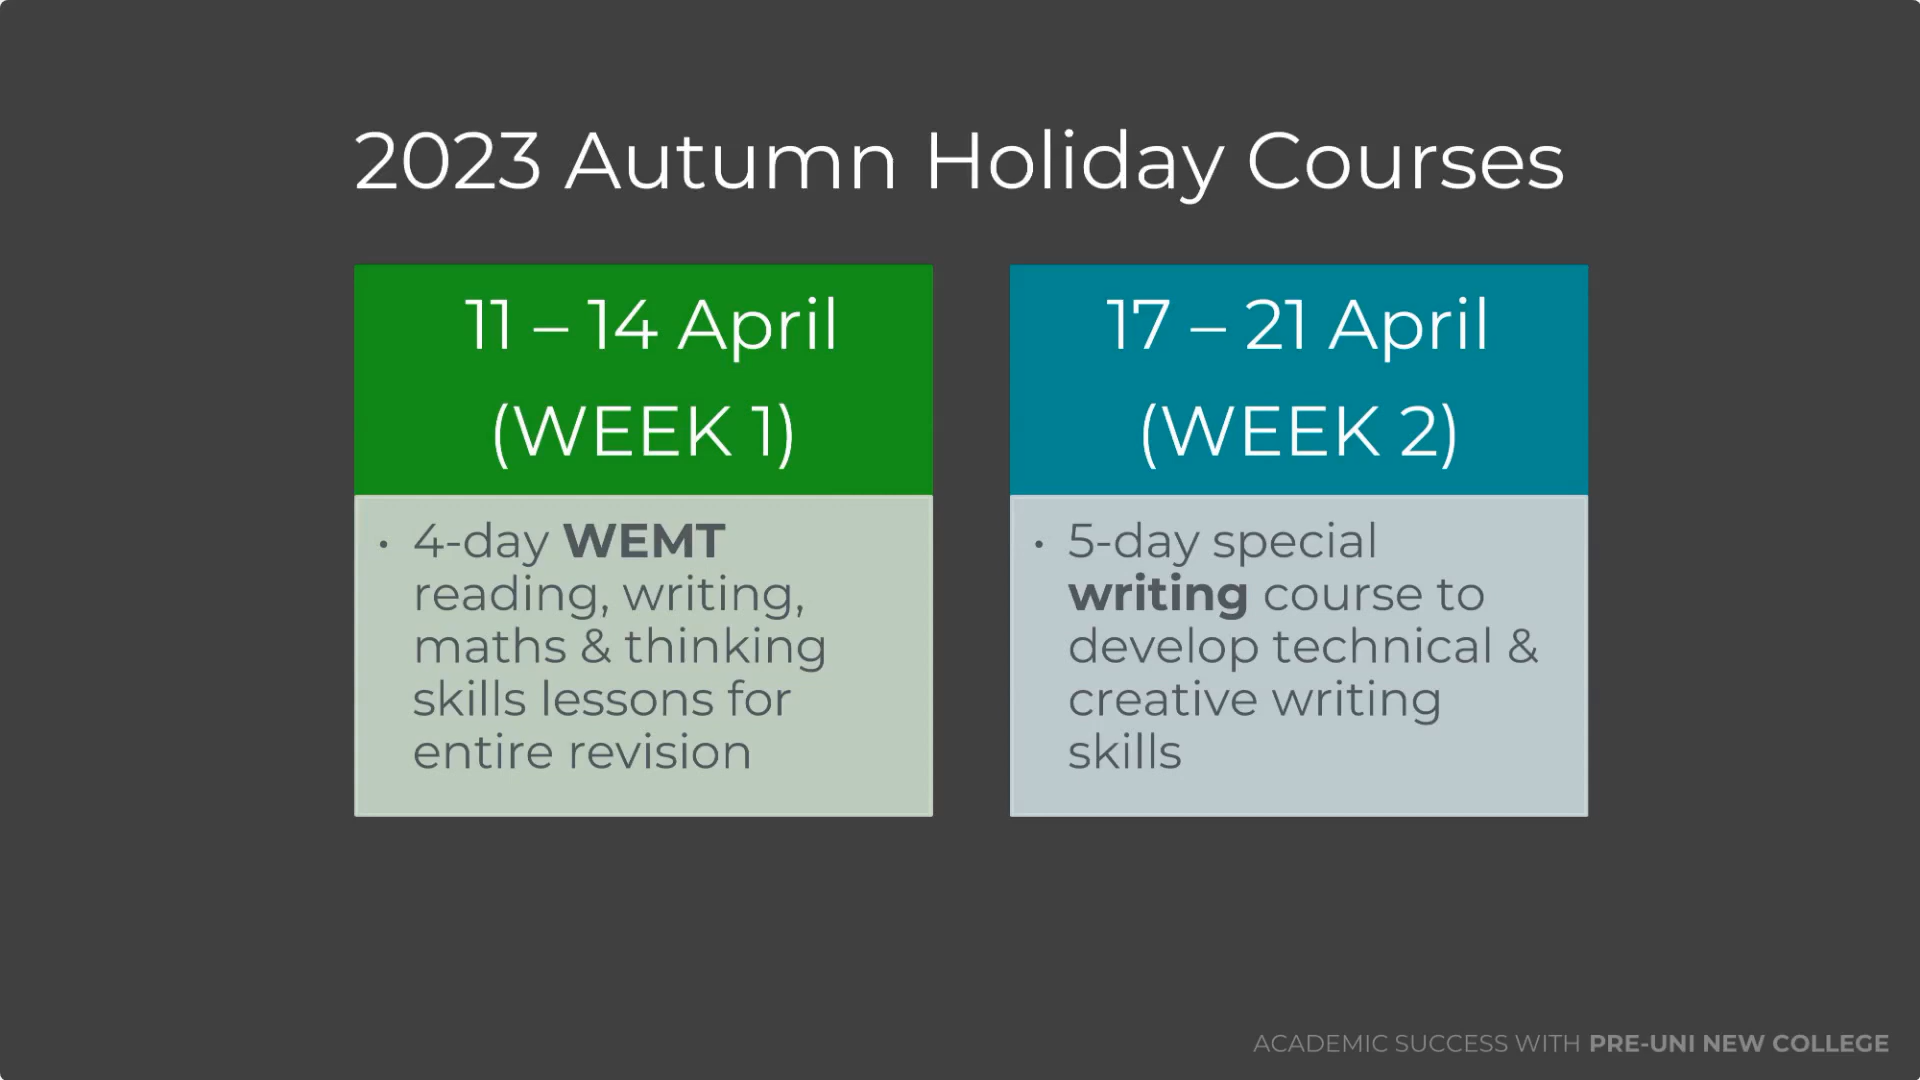 2023 Autumn Holiday Courses
11 – 14 April
(WEEK 1)
• 4-day WEMT
reading, writing,
maths & thinking
skills lessons for
entire revision
17 – 21 April
(WEEK 2)
• 5-day special
writing course to
develop technical &
creative writing
skills
ACADEMIC SUCCESS WITH PRE-UNI NEW COLLEGE